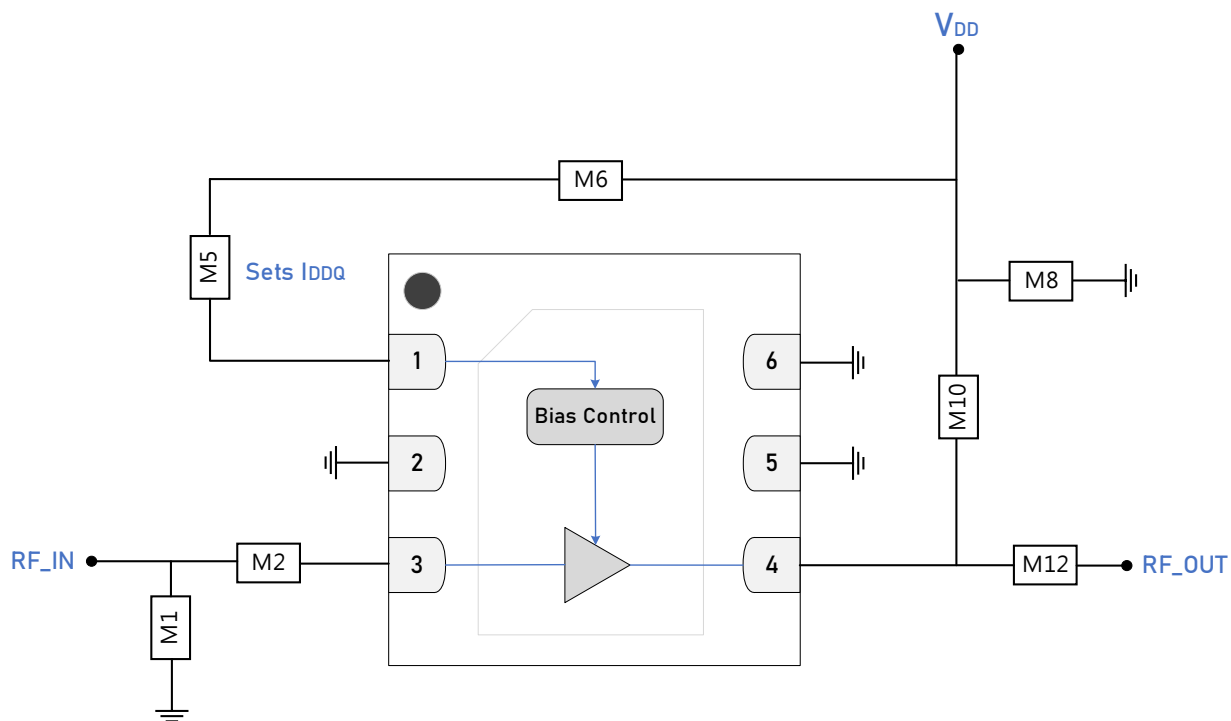 VDD
M6
M5
Sets IDDQ
M8
1
6
M10
Bias Control
2
5
RF_IN
M2
3
4
M12
RF_OUT
M1